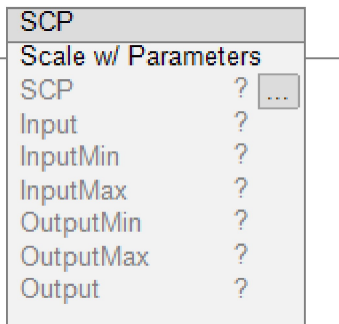 SCP
Scale w/ Parameters
SCP ? ...
Input ?
InputMin ?
InputMax ?
OutputMin ?
OutputMax ?
Output ?